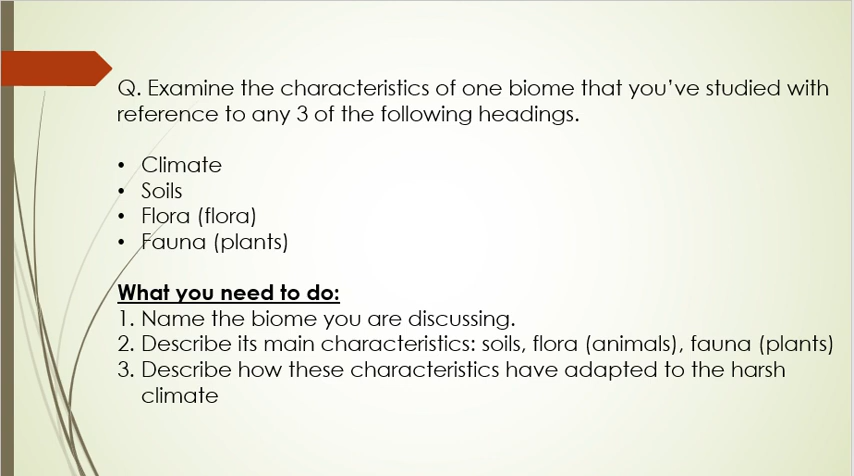 Q. Examine the characteristics of one biome that you've studied with
reference to any 3 of the following headings.
• Climate
• Soils
• Flora (flora)
• Fauna (plants)
What you need to do:
1. Name the biome you are discussing.
2. Describe its main characteristics: soils, flora (animals), fauna (plants)
3. Describe how these characteristics have adapted to the harsh
climate